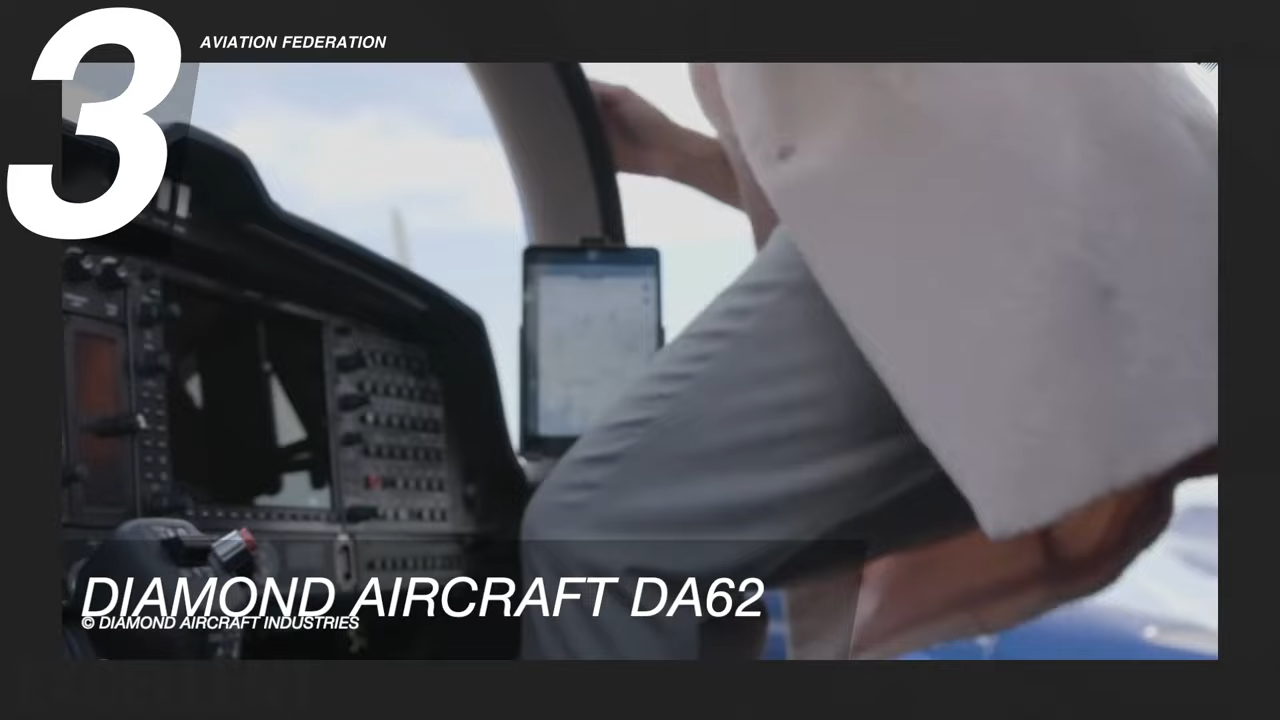 3
AVIATION FEDERATION
DIAMOND AIRCRAFT DA62
© DIAMOND AIRCRAFT INDUSTRIES